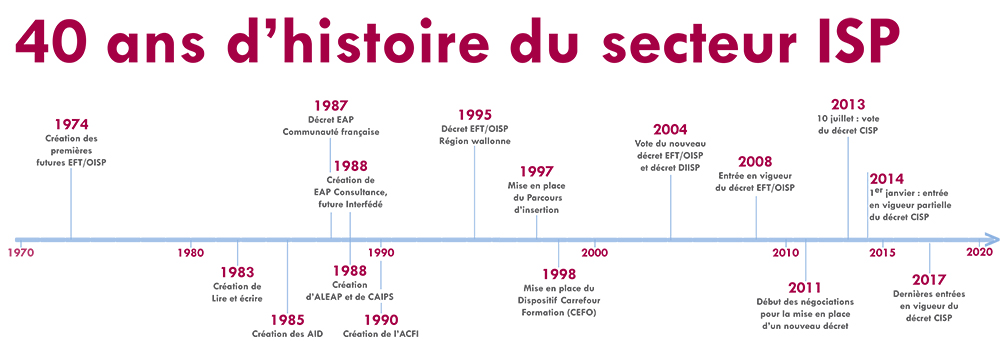 40 ans d'histoire du secteur ISP
1974
Création des
premières
futures EFT/OISP
1987
Décret EAP
Communauté française
1988
Création de
EAP Consultance,
future Interfédé
1995
Décret EFT/OISP
Région wallonne
1997
Mise en place
du Parcours
d'insertion
2004
Vote du nouveau
décret EFT/OISP
et décret DIISP
2008
Entrée en vigueur
du décret EFT/OISP
2013
10 juillet : vote
du décret CISP
2014
1er janvier : entrée
en vigueur partielle
du décret CISP
1970
1980
1990
2000
2010
2015
2020
1983
Création de
Lire et écrire
1985
Création des AID
1988
Création
d'ALEAP et de CAIPS
1990
Création de l'ACFI
1998
Mise en place du
Dispositif Carrefour
Formation (CEFO)
2011
Début des négociations
pour la mise en place
d'un nouveau décret
2017
Dernières entrées
en vigueur du
décret CISP